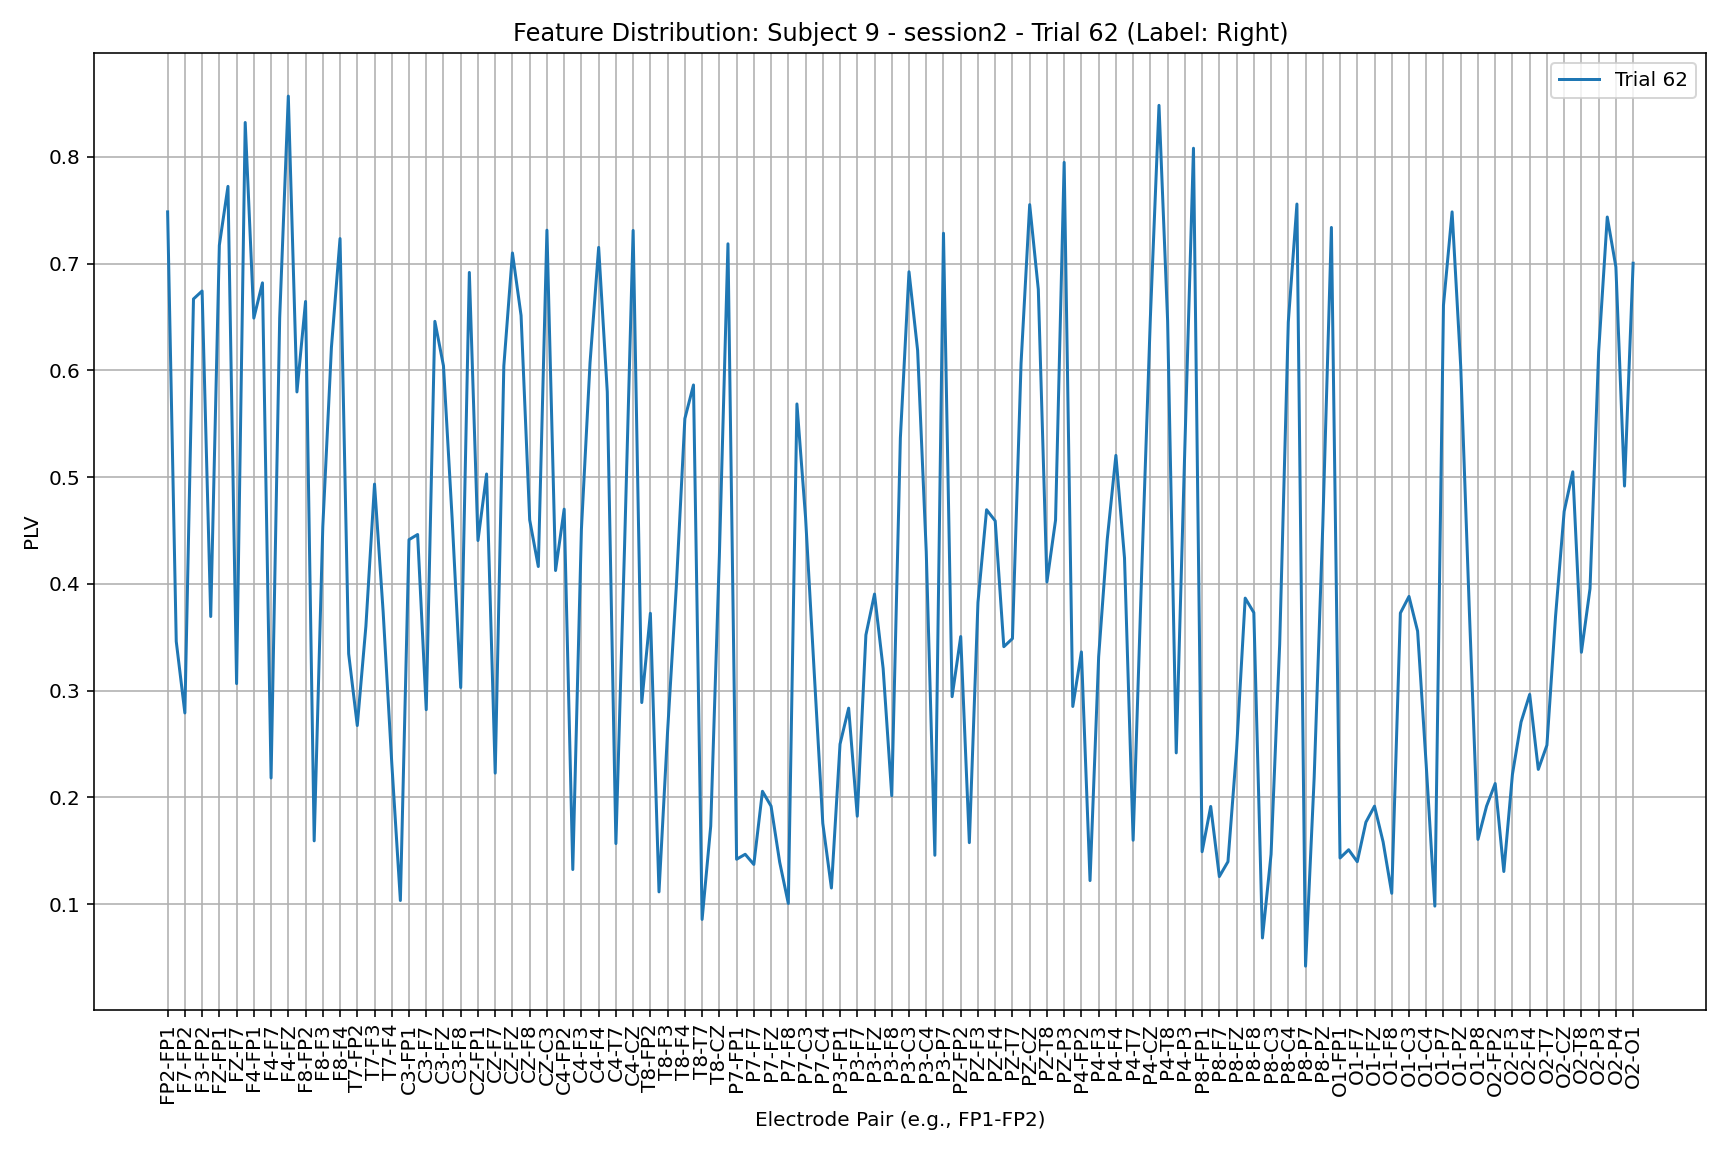 Feature Distribution: Subject 9 - session2 - Trial 62 (Label: Right)
Trial 62
PLV
0.8
0.7
0.6
0.5
0.4
0.3
0.2
0.1
FP2-FP1
F7-FP2
F3-FP2
FZ-FP1
FZ-F7
F4-FP1
F4-F7
F4-FZ
F8-FP2
F8-F3
F8-F4
T7-FP2
T7-F3
T7-F4
C3-FP1
C3-F7
C3-FZ
C3-F8
CZ-FP1
CZ-F7
CZ-FZ
CZ-F8
CZ-C3
C4-FP2
C4-F3
C4-F4
C4-T7
C4-CZ
T8-FP2
T8-F3
T8-F4
T8-T7
T8-CZ
P7-FP1
P7-F7
P7-FZ
P7-F8
P7-C3
P7-C4
P3-FP1
P3-F7
P3-FZ
P3-F8
P3-C3
P3-C4
P3-P7
PZ-FP2
PZ-F3
PZ-F4
PZ-T7
PZ-CZ
PZ-T8
PZ-P3
P4-FP2
P4-F3
P4-F4
P4-T7
P4-CZ
P4-T8
P4-P3
P8-FP1
P8-F7
P8-FZ
P8-F8
P8-C3
P8-C4
P8-P7
P8-PZ
O1-FP1
O1-F7
O1-FZ
O1-F8
O1-C3
O1-C4
O1-P7
O1-PZ
O1-P8
O2-FP2
O2-F3
O2-F4
O2-T7
O2-CZ
O2-T8
O2-P3
O2-P4
O2-O1
Electrode Pair (e.g., FP1-FP2)